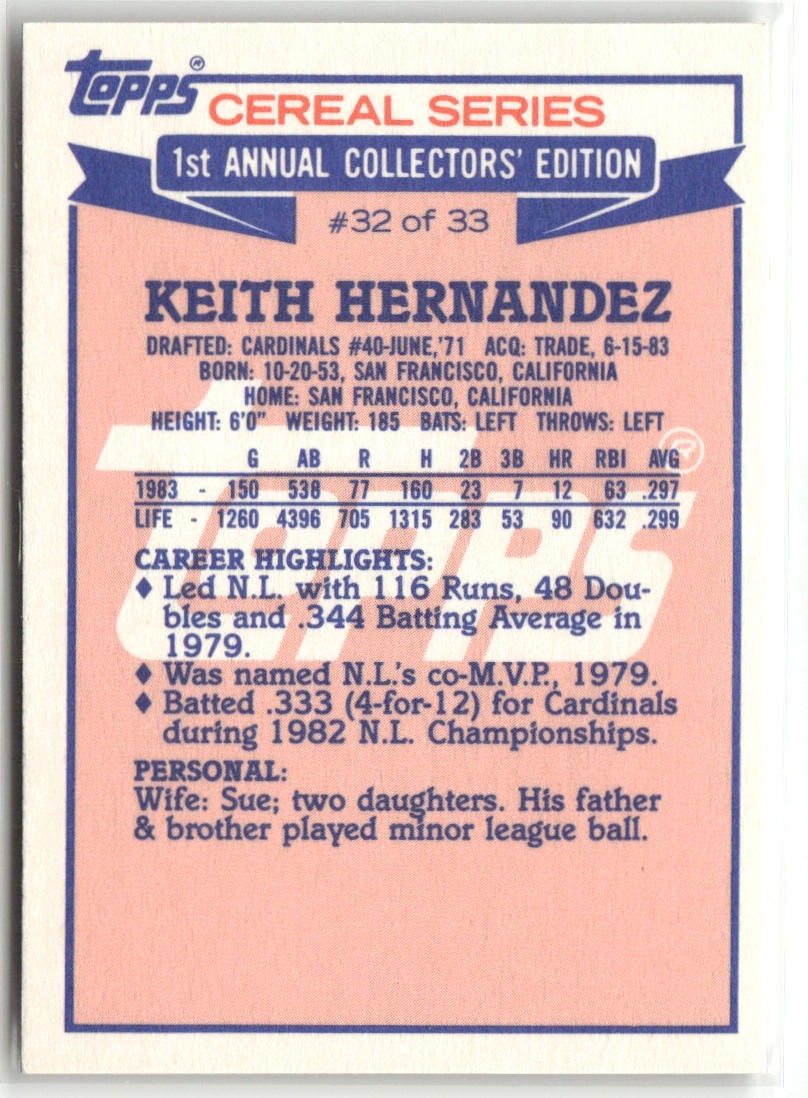 topps®
CEREAL SERIES
1st ANNUAL COLLECTORS' EDITION
#32 of 33
KEITH HERNANDEZ
DRAFTED: CARDINALS #40-JUNE,'71 ACQ: TRADE, 6-15-83
BORN: 10-20-53, SAN FRANCISCO, CALIFORNIA
HOME: SAN FRANCISCO, CALIFORNIA
HEIGHT: 6'0" WEIGHT: 185 BATS: LEFT THROWS: LEFT
G AB R H 2B 3B HR RBI AVG
1983 - 150 538 77 160 23 7 12 63 .297
LIFE - 1260 4396 705 1315 283 53 90 632 .299
CAREER HIGHLIGHTS:
♦ Led N.L. with 116 Runs, 48 Dou-
bles and .344 Batting Average in
1979.
♦ Was named N.L.'s co-M.V.P., 1979.
♦ Batted .333 (4-for-12) for Cardinals
during 1982 N.L. Championships.
PERSONAL:
Wife: Sue; two daughters. His father
& brother played minor league ball.
topps®